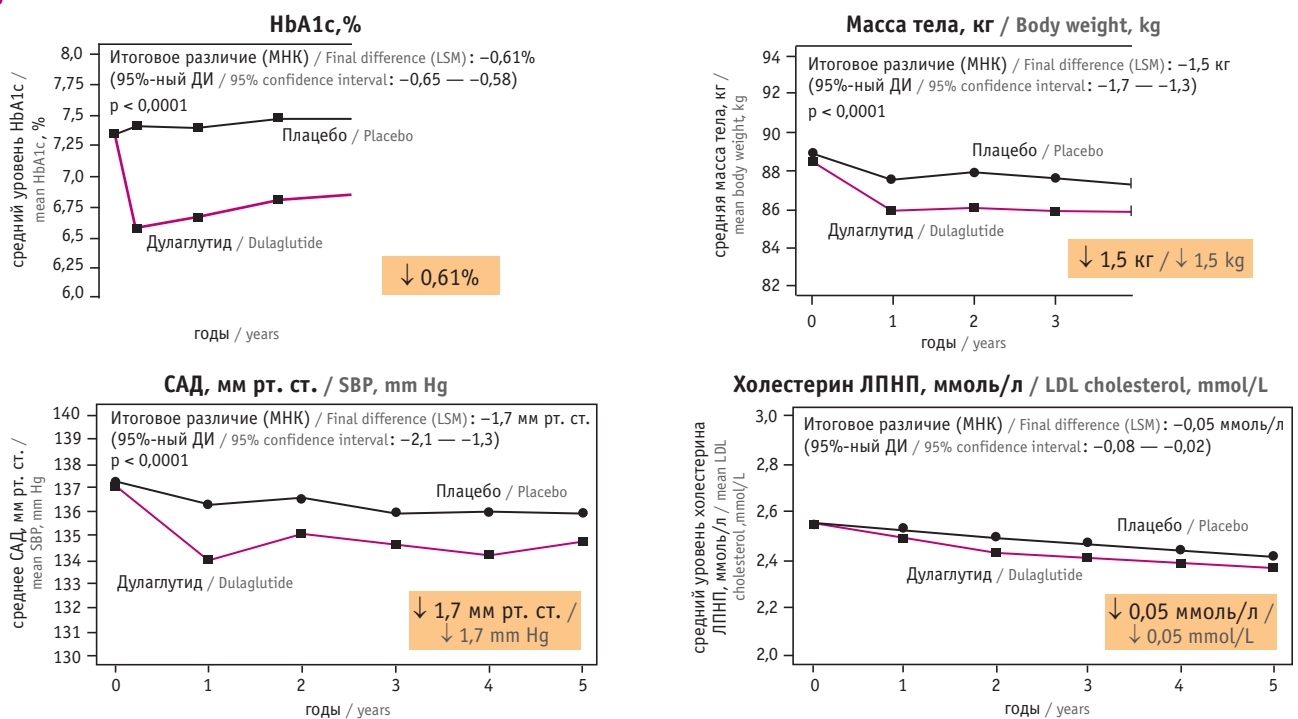 HbA1c,%
средний уровень HbA1c /
mean HbA1c, %
8,0
7,75
7,5
7,25
7,0
6,75
6,5
6,25
6,0
Итоговое различие (МНК) / Final difference (LSM): −0,61%
(95%-ный ДИ / 95% confidence interval: −0,65 — −0,58)
p < 0,0001
Плацебо / Placebo
Дулаглутид / Dulaglutide
↓ 0,61%
годы / years
Масса тела, кг / Body weight, kg
средняя масса тела, кг /
mean body weight, kg
94
92
90
88
86
84
82
Итоговое различие (МНК) / Final difference (LSM): −1,5 кг
(95%-ный ДИ / 95% confidence interval: −1,7 — −1,3)
p < 0,0001
Плацебо / Placebo
Дулаглутид / Dulaglutide
↓ 1,5 кг / ↓ 1,5 kg
0 1 2 3
годы / years
САД, мм рт. ст. / SBP, mm Hg
среднее САД, мм рт. ст. /
mean SBP, mm Hg
140
139
138
137
136
134
133
132
131
130
Итоговое различие (МНК) / Final difference (LSM): −1,7 мм рт. ст.
(95%-ный ДИ / 95% confidence interval: −2,1 — −1,3)
p < 0,0001
Плацебо / Placebo
Дулаглутид / Dulaglutide
↓ 1,7 мм рт. ст. /
↓ 1,7 mm Hg
0 1 2 3 4 5
годы / years
Холестерин ЛПНП, ммоль/л / LDL cholesterol, mmol/L
средний уровень холестерина
ЛПНП, ммоль/л / mean LDL
cholesterol ,mmol/L
3,0
2,8
2,6
2,4
2,2
2,0
Итоговое различие (МНК) / Final difference (LSM): −0,05 ммоль/л
(95%-ный ДИ / 95% confidence interval: −0,08 — −0,02)
Плацебо / Placebo
Дулаглутид / Dulaglutide
↓ 0,05 ммоль/л /
↓ 0,05 mmol/L
0 1 2 3 4 5
годы / years